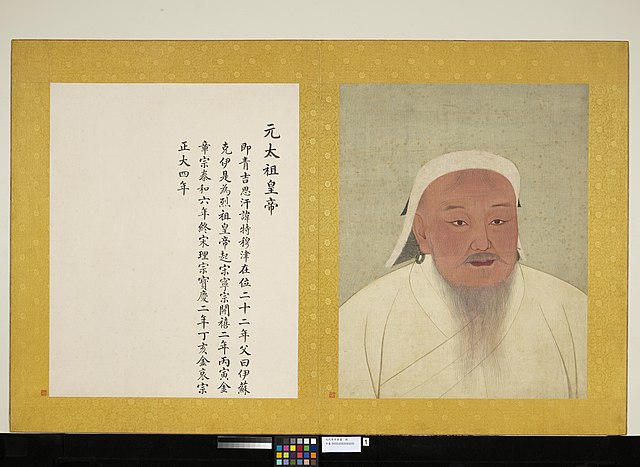 元太祖皇帝
即青吉思汗諱特穆津在位二十二年父曰伊蘇
克伊是為烈祖皇帝起宋寧宗開禧二年丙寅金
章宗泰和六年終宋理宗寶慶二年丁亥金哀宗
正大四年
1